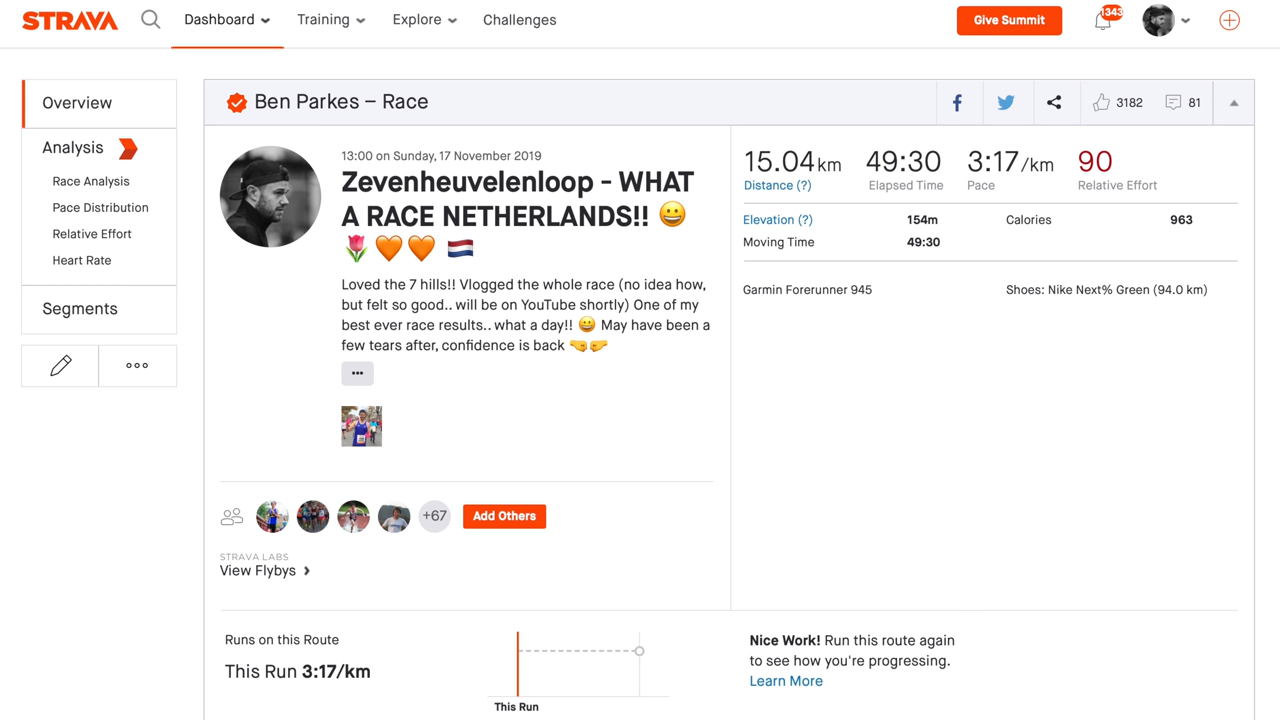 STRAVA
Dashboard
Training
Explore
Challenges
Give Summit
1343
Overview
Analysis
Race Analysis
Pace Distribution
Relative Effort
Heart Rate
Segments
Ben Parkes – Race
3182
81
13:00 on Sunday, 17 November 2019
Zevenheuvelenloop - WHAT
A RACE NETHERLANDS!! 😀
🌷🧡🧡 🇳🇱
Loved the 7 hills!! Vlogged the whole race (no idea how,
but felt so good.. will be on YouTube shortly) One of my
best ever race results.. what a day!! 😀 May have been a
few tears after, confidence is back 🤜🤛
15.04 km
Distance (?)
49:30
Elapsed Time
3:17/km
Pace
90
Relative Effort
Elevation (?) 154m
Calories 963
Moving Time 49:30
Garmin Forerunner 945
Shoes: Nike Next% Green (94.0 km)
+67
Add Others
STRAVA LABS
View Flybys
Runs on this Route
This Run 3:17/km
This Run
Nice Work! Run this route again
to see how you're progressing.
Learn More